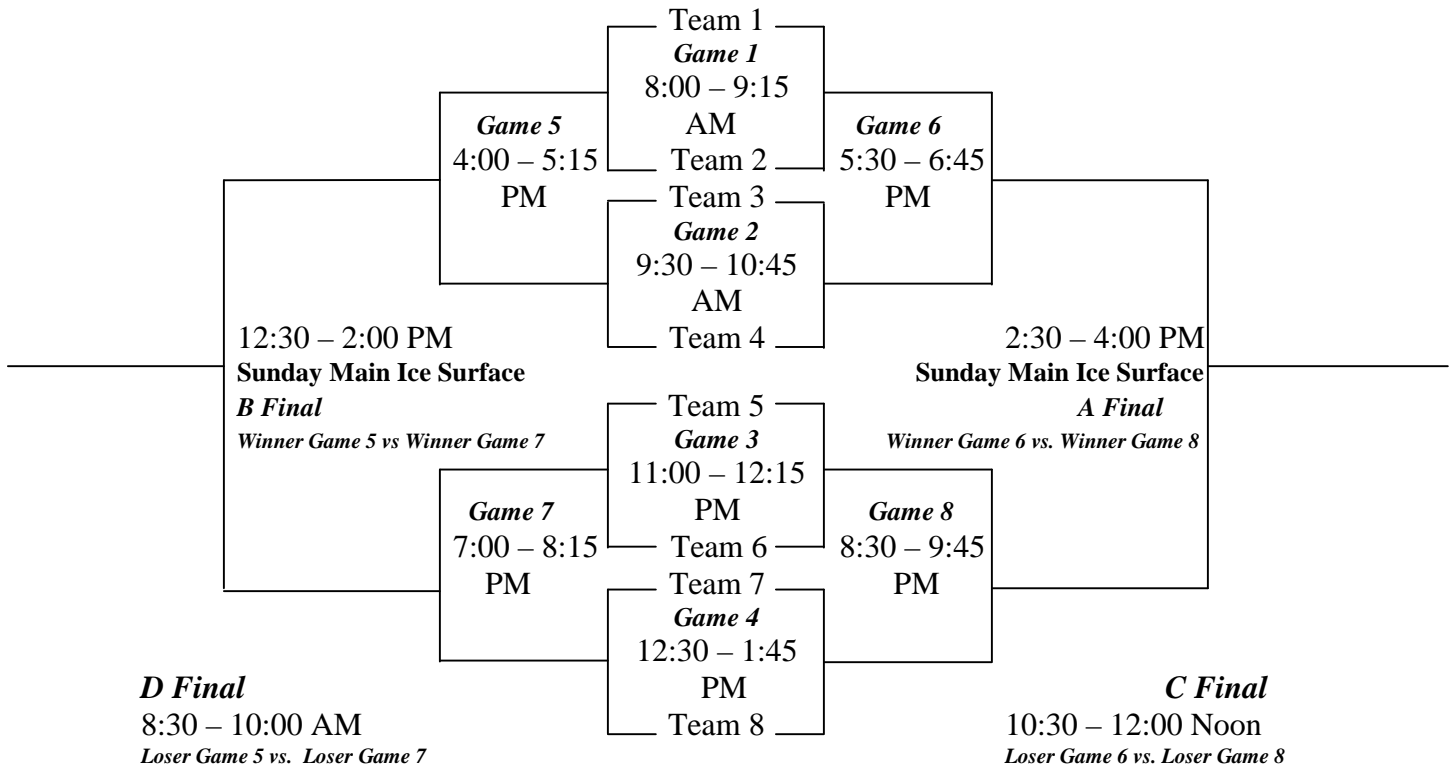 Team 1
Game 1
8:00 – 9:15
AM
Team 2
Game 5
4:00 – 5:15
PM
Game 6
5:30 – 6:45
PM
Team 3
Game 2
9:30 – 10:45
AM
Team 4
12:30 – 2:00 PM
Sunday Main Ice Surface
B Final
Winner Game 5 vs Winner Game 7
2:30 – 4:00 PM
Sunday Main Ice Surface
A Final
Winner Game 6 vs. Winner Game 8
Team 5
Game 3
11:00 – 12:15
PM
Team 6
Game 7
7:00 – 8:15
PM
Game 8
8:30 – 9:45
PM
Team 7
Game 4
12:30 – 1:45
PM
Team 8
D Final
8:30 – 10:00 AM
Loser Game 5 vs. Loser Game 7
C Final
10:30 – 12:00 Noon
Loser Game 6 vs. Loser Game 8